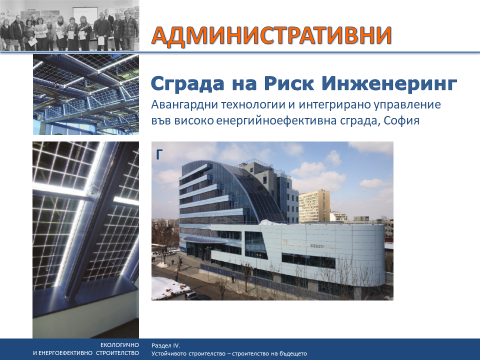 АДМИНИСТРАТИВНИ
Сграда на Риск Инженеринг
Авангардни технологии и интегрирано управление
във високо енергийноефективна сграда, София
Г
ЕКОЛОГИЧНО
И ЕНЕРГОЕФЕКТИВНО СТРОИТЕЛСТВО
Раздел IV.
Устойчивото строителство – строителство на бъдещето